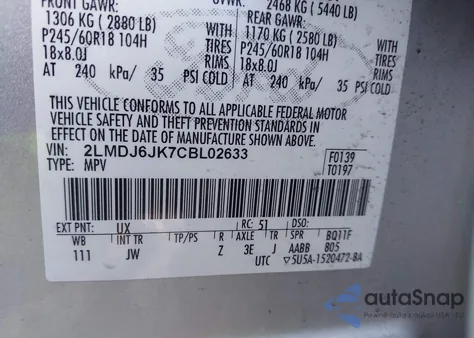 FRONT GAWR: GVWR: 2468 KG ( 5440 LB)
1306 KG ( 2880 LB) REAR GAWR:
P245/60R18 104H WITH 1170 KG ( 2580 LB) WITH
18x8.0J TIRES P245/60R18 104H TIRES
RIMS 18x8.0J RIMS
AT 240 kPa/ 35 PSI COLD AT 240 kPa/ 35 PSI COLD
THIS VEHICLE CONFORMS TO ALL APPLICABLE FEDERAL MOTOR
VEHICLE SAFETY AND THEFT PREVENTION STANDARDS IN
EFFECT ON THE DATE OF MANUFACTURE SHOWN ABOVE.
VIN: 2LMDJ6JK7CBL02633 F0139
TYPE: MPV T0197
EXT PNT: UX RC: 51 DSO:
WB INT TR TP/PS R AXLE TR SPR BQ11F
111 JW Z 3E J AABB 805
UTC 5U5A-1520472-BA
autoSnap